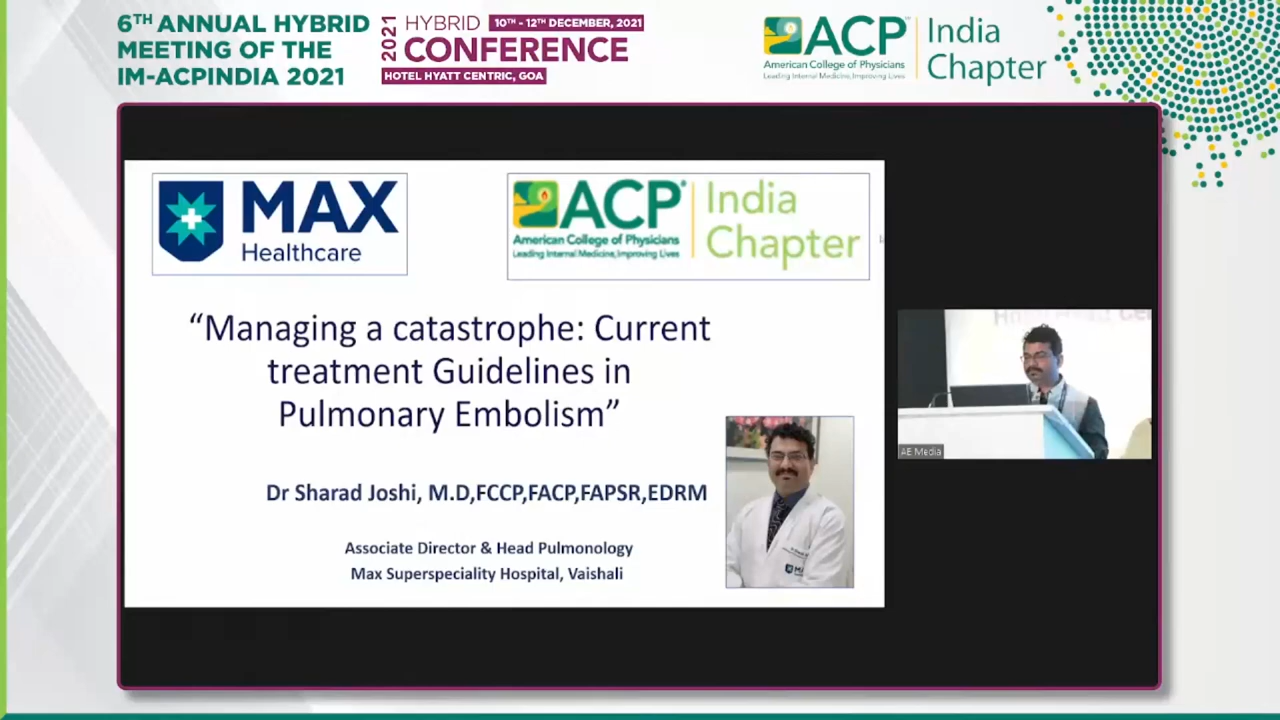 6TH ANNUAL HYBRID
MEETING OF THE
IM-ACPINDIA 2021
2021
HYBRID 10TH - 12TH DECEMBER, 2021
CONFERENCE
HOTEL HYATT CENTRIC, GOA
ACP
American College of Physicians
Leading Internal Medicine, Improving Lives
India
Chapter
MAX
Healthcare
ACP®
American College of Physicians
Leading Internal Medicine, Improving Lives
India
Chapter
“Managing a catastrophe: Current
treatment Guidelines in
Pulmonary Embolism”
Dr Sharad Joshi, M.D,FCCP,FACP,FAPSR,EDRM
Associate Director & Head Pulmonology
Max Superspeciality Hospital, Vaishali
MAX
AE Media